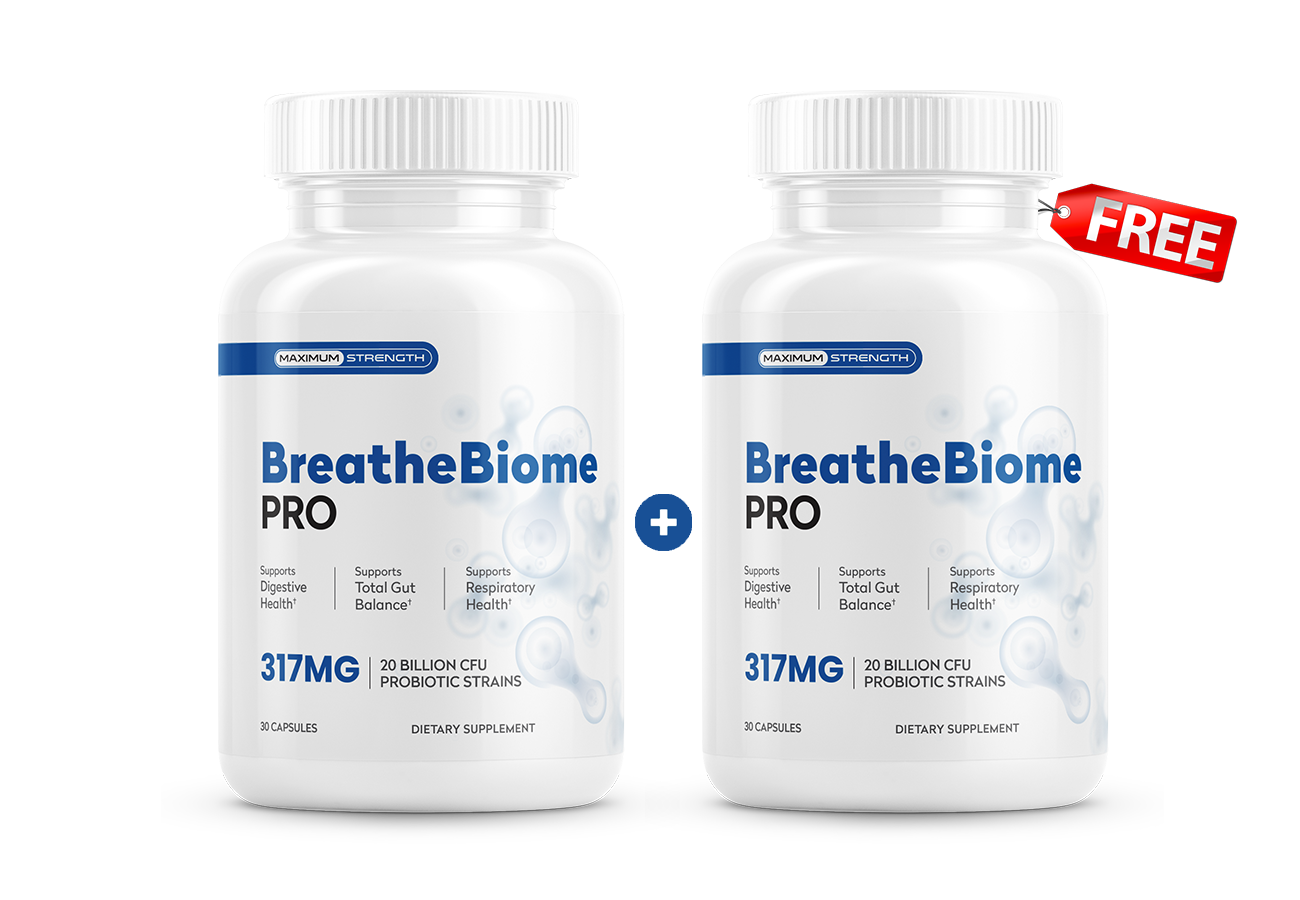 MAXIMUM STRENGTH
BreatheBiome
PRO
Supports
Digestive
Health†
Supports
Total Gut
Balance†
Supports
Respiratory
Health†
317MG
20 BILLION CFU
PROBIOTIC STRAINS
30 CAPSULES
DIETARY SUPPLEMENT
+
FREE
MAXIMUM STRENGTH
BreatheBiome
PRO
Supports
Digestive
Health†
Supports
Total Gut
Balance†
Supports
Respiratory
Health†
317MG
20 BILLION CFU
PROBIOTIC STRAINS
30 CAPSULES
DIETARY SUPPLEMENT